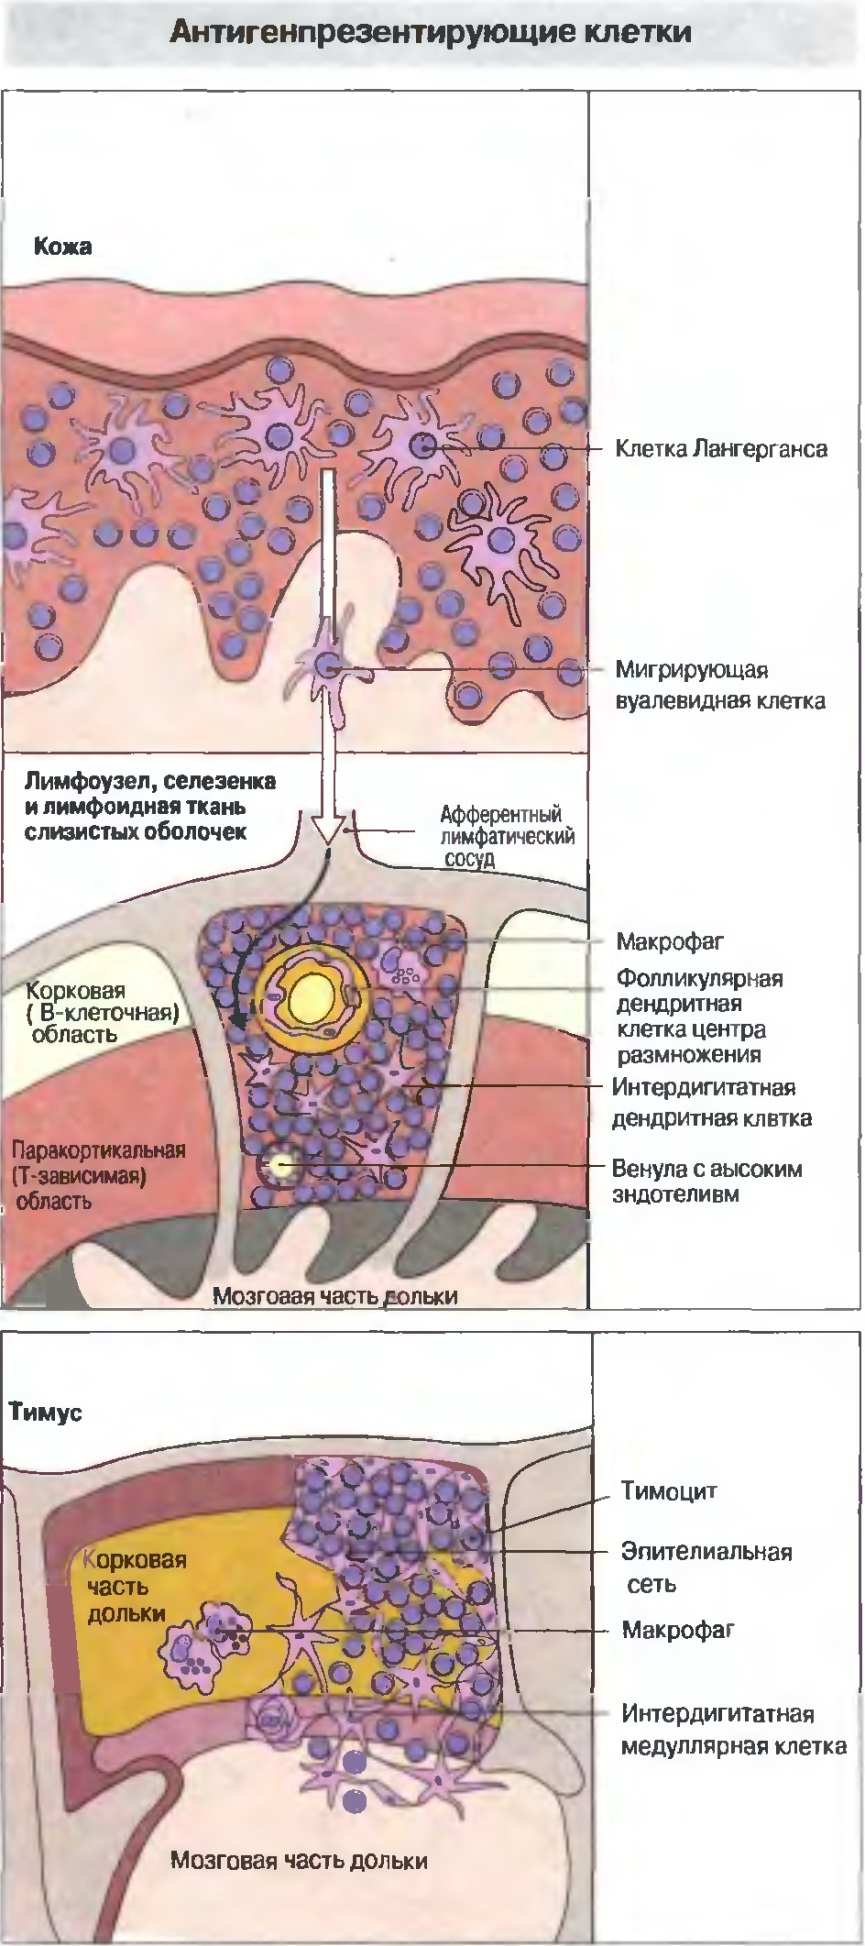 Антигенпрезентирующие клетки
Кожа
Клетка Лангерганса
Мигрирующая
вуалевидная клетка
Лимфоузел, селезенка
и лимфоидная ткань
слизистых оболочек
Афферентный
лимфатический
сосуд
Макрофаг
Фолликулярная
дендритная
клетка центра
размножения
Интердигитатная
дендритная клвтка
Венула с аысоким
зндотеливм
Корковая
( В-клеточная)
область
Паракортикальная
(Т-зависимая)
область
Мозгоаая часть дольки
Тимус
Тимоцит
Эпителиальная
сеть
Макрофаг
Интердигитатная
медуллярная клетка
Корковая
часть
дольки
Мозговая часть дольки